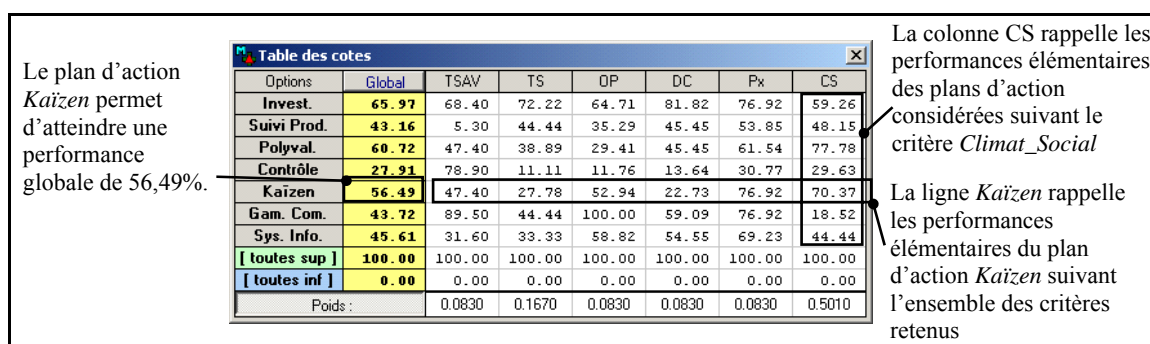 Le plan d'action
Kaïzen permet
d'atteindre une
performance
globale de 56,49%.
Table des cotes
Options Global TSAV TS OP DC Px CS
Invest. 65.97 68.40 72.22 64.71 81.82 76.92 59.26
Suivi Prod. 43.16 5.30 44.44 35.29 45.45 53.85 48.15
Polyval. 60.72 47.40 38.89 29.41 45.45 61.54 77.78
Contrôle 27.91 78.90 11.11 11.76 13.64 30.77 29.63
Kaïzen 56.49 47.40 27.78 52.94 22.73 76.92 70.37
Gam. Com. 43.72 89.50 44.44 100.00 59.09 76.92 18.52
Sys. Info. 45.61 31.60 33.33 58.82 54.55 69.23 44.44
[ toutes sup ] 100.00 100.00 100.00 100.00 100.00 100.00 100.00
[ toutes inf ] 0.00 0.00 0.00 0.00 0.00 0.00 0.00
Poids : 0.0830 0.1670 0.0830 0.0830 0.0830 0.5010
La colonne CS rappelle les
performances élémentaires
des plans d'action
considérées suivant le
critère Climat_Social
La ligne Kaïzen rappelle
les performances
élémentaires du plan
d'action Kaïzen suivant
l'ensemble des critères
retenus